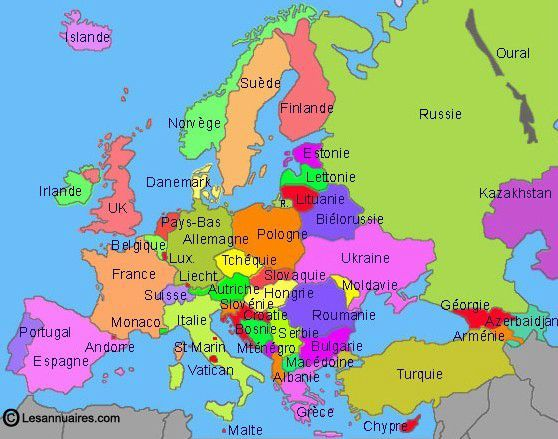 Islande
Oural
Suède
Finlande
Russie
Norvège
Estonie
Lettonie
Danemark
Irlande
R.
Lituanie
Kazakhstan
UK
Pays-Bas
Biélorussie
Allemagne
Pologne
Belgique
Lux.
Tchéquie
Ukraine
France
Liecht.
Slovaquie
Autriche
Moldavie
Suisse
Hongrie
Slovénie
Géorgie
Croatie
Roumanie
Monaco
Italie
Azerbaidjan
Portugal
Bosnie
Serbie
Arménie
Andorre
St-Marin
Mténégro
Bulgarie
Espagne
Macédoine
Vatican
Albanie
Turquie
Grèce
Chypre
Malte
© Lesannuaires.com